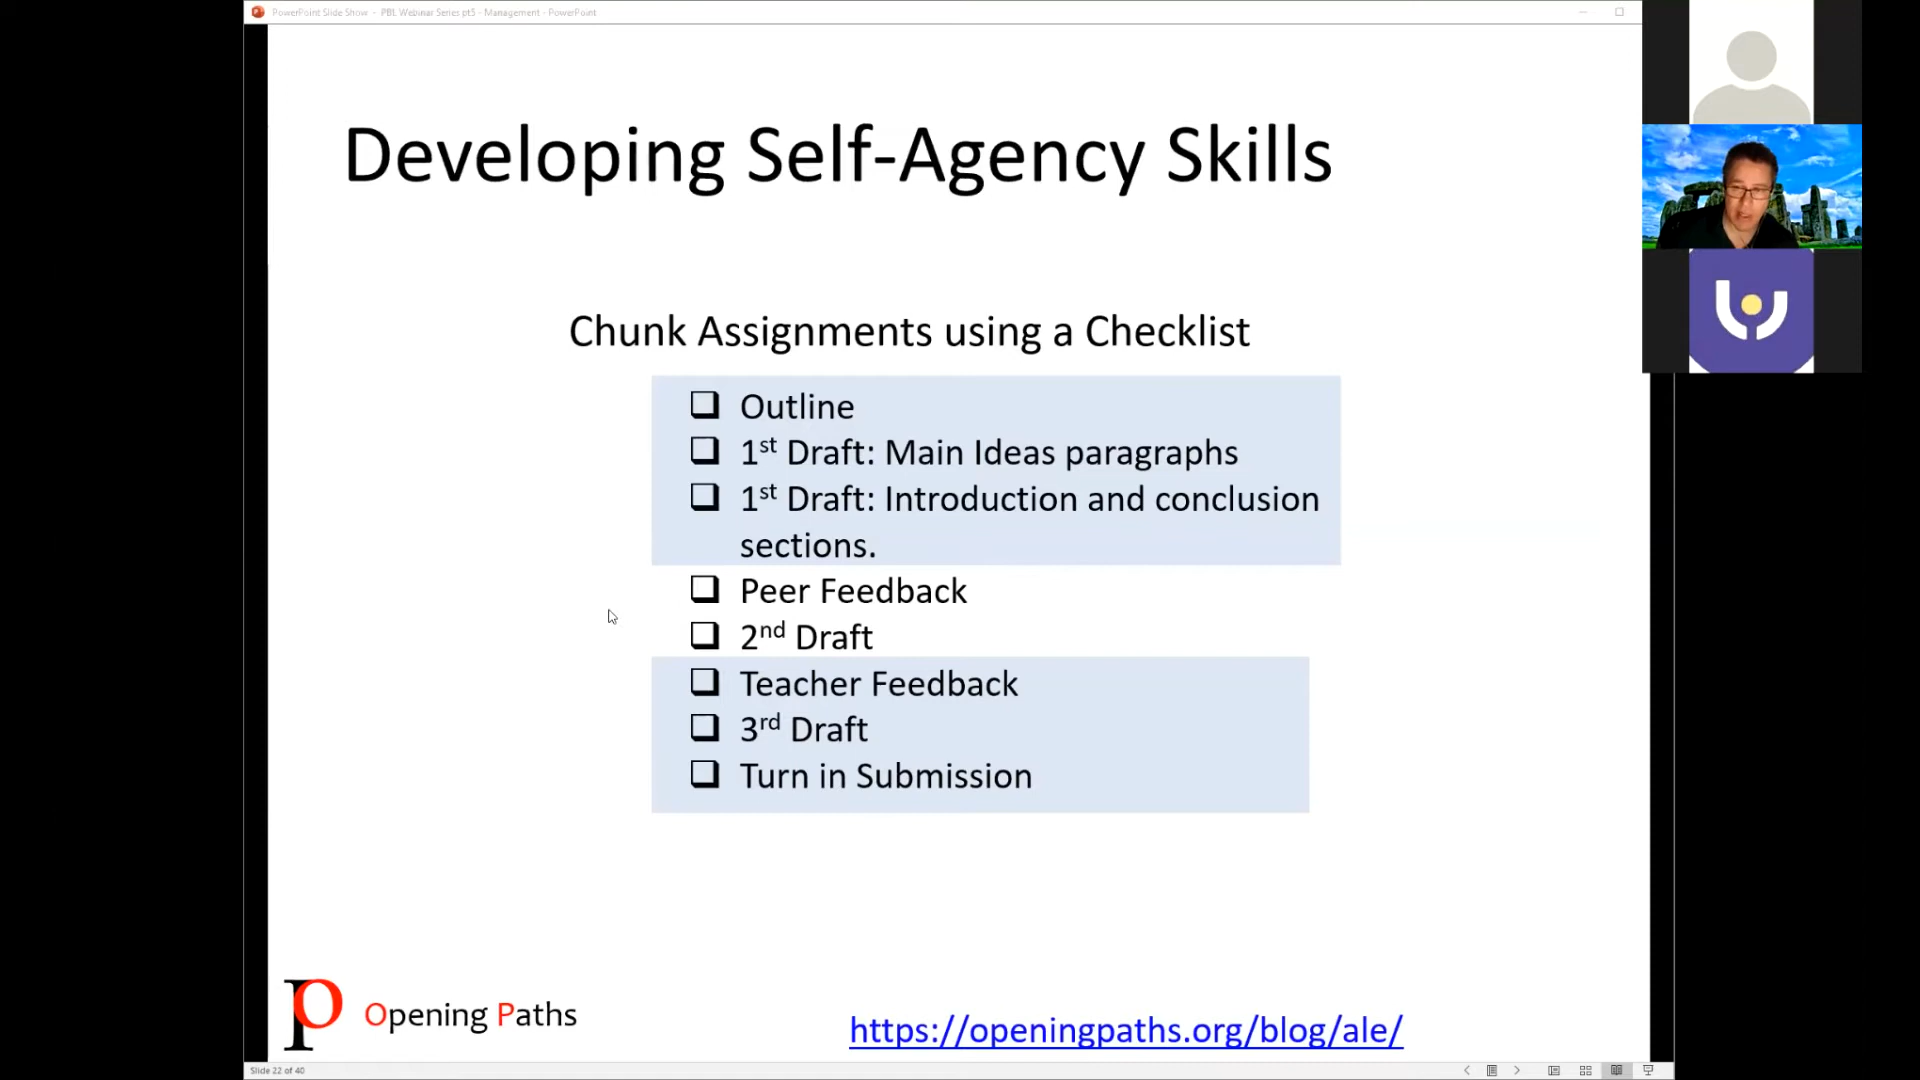 PowerPoint Slide Show - PBL Webinar Series pt5 - Management - PowerPoint
Developing Self-Agency Skills
Chunk Assignments using a Checklist
Outline
1st Draft: Main Ideas paragraphs
1st Draft: Introduction and conclusion
sections.
Peer Feedback
2nd Draft
Teacher Feedback
3rd Draft
Turn in Submission
Opening Paths
https://openingpaths.org/blog/ale/
Slide 22 of 40